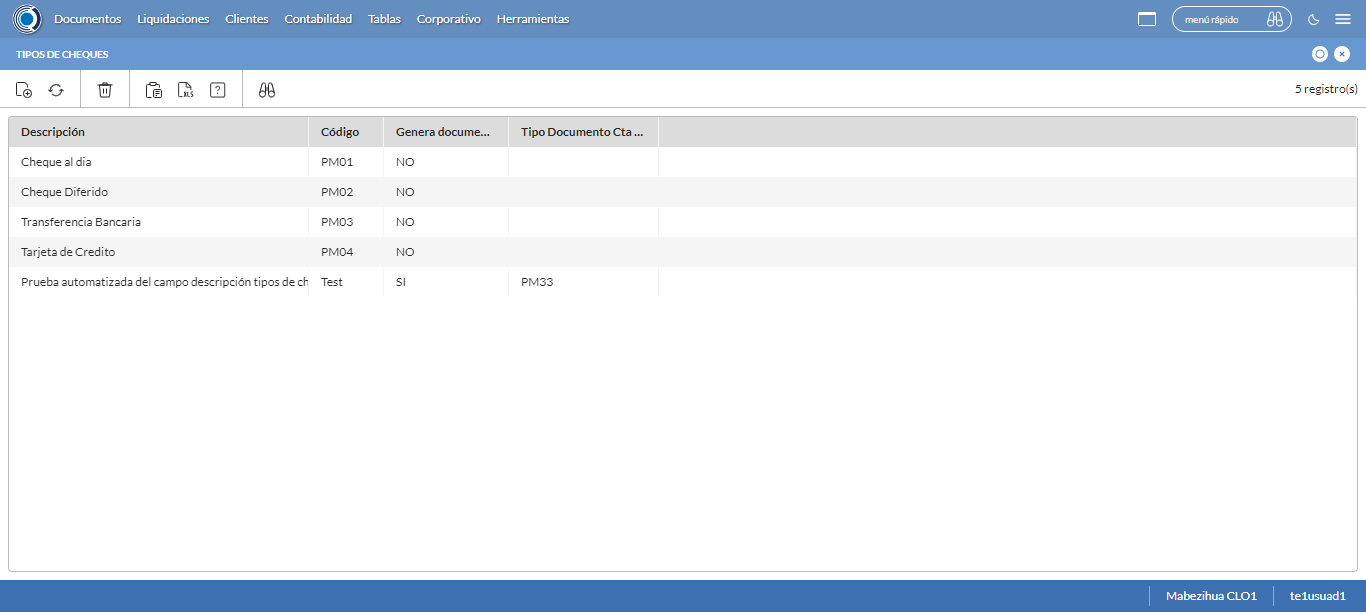 Documentos Liquidaciones Clientes Contabilidad Tablas Corporativo Herramientas menú rápido
TIPOS DE CHEQUES
XLS ? 5 registro(s)
Descripción Código Genera docume... Tipo Documento Cta ...
Cheque al dia PM01 NO
Cheque Diferido PM02 NO
Transferencia Bancaria PM03 NO
Tarjeta de Credito PM04 NO
Prueba automatizada del campo descripción tipos de ch Test SI PM33
Mabezihua CLO1 te1usuad1